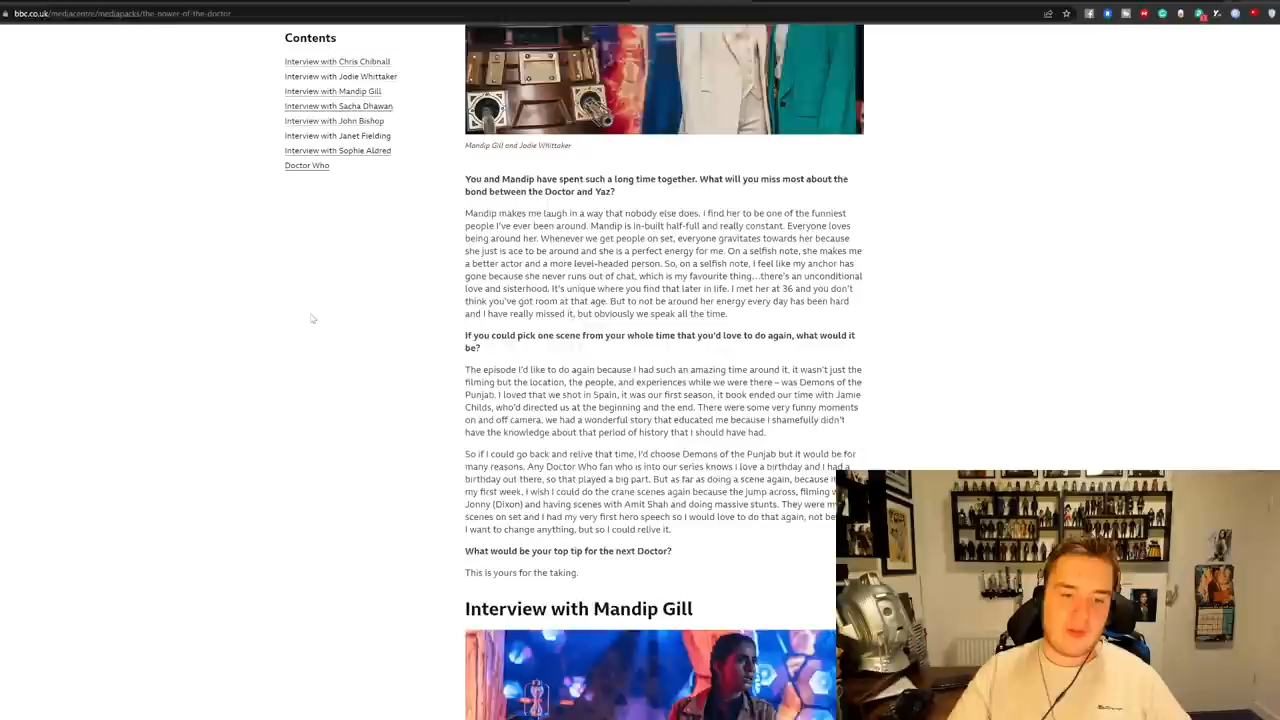 bbc.co.uk/mediacentre/mediapacks/the-power-of-the-doctor
Contents
Interview with Chris Chibnall
Interview with Jodie Whittaker
Interview with Mandip Gill
Interview with Sacha Dhawan
Interview with John Bishop
Interview with Janet Fielding
Interview with Sophie Aldred
Doctor Who
Mandip Gill and Jodie Whittaker
You and Mandip have spent such a long time together. What will you miss most about the
bond between the Doctor and Yaz?
Mandip makes me laugh in a way that nobody else does. I find her to be one of the funniest
people I've ever been around. Mandip is in-built half-full and really constant. Everyone loves
being around her. Whenever we get people on set, everyone gravitates towards her because
she just is ace to be around and she is a perfect energy for me. On a selfish note, she makes me
a better actor and a more level-headed person. So, on a selfish note, I feel like my anchor has
gone because she never runs out of chat, which is my favourite thing…there's an unconditional
love and sisterhood. It's unique where you find that later in life. I met her at 36 and you don't
think you've got room at that age. But to not be around her energy every day has been hard
and I have really missed it, but obviously we speak all the time.
If you could pick one scene from your whole time that you'd love to do again, what would it
be?
The episode I'd like to do again because I had such an amazing time around it, it wasn't just the
filming but the location, the people, and experiences while we were there – was Demons of the
Punjab. I loved that we shot in Spain, it was our first season, it book ended our time with Jamie
Childs, who'd directed us at the beginning and the end. There were some very funny moments
on and off camera, we had a wonderful story that educated me because I shamefully didn't
have the knowledge about that period of history that I should have had.
So if I could go back and relive that time, I'd choose Demons of the Punjab but it would be for
many reasons. Any Doctor Who fan who is into our series knows I love a birthday and I had a
birthday out there, so that played a big part. But as far as doing a scene again, because
my first week, I wish I could do the crane scenes again because the jump across, filming
Jonny (Dixon) and having scenes with Amit Shah and doing massive stunts. They were
scenes on set and I had my very first hero speech so I would love to do that again, not
I want to change anything, but so I could relive it.
What would be your top tip for the next Doctor?
This is yours for the taking.
Interview with Mandip Gill